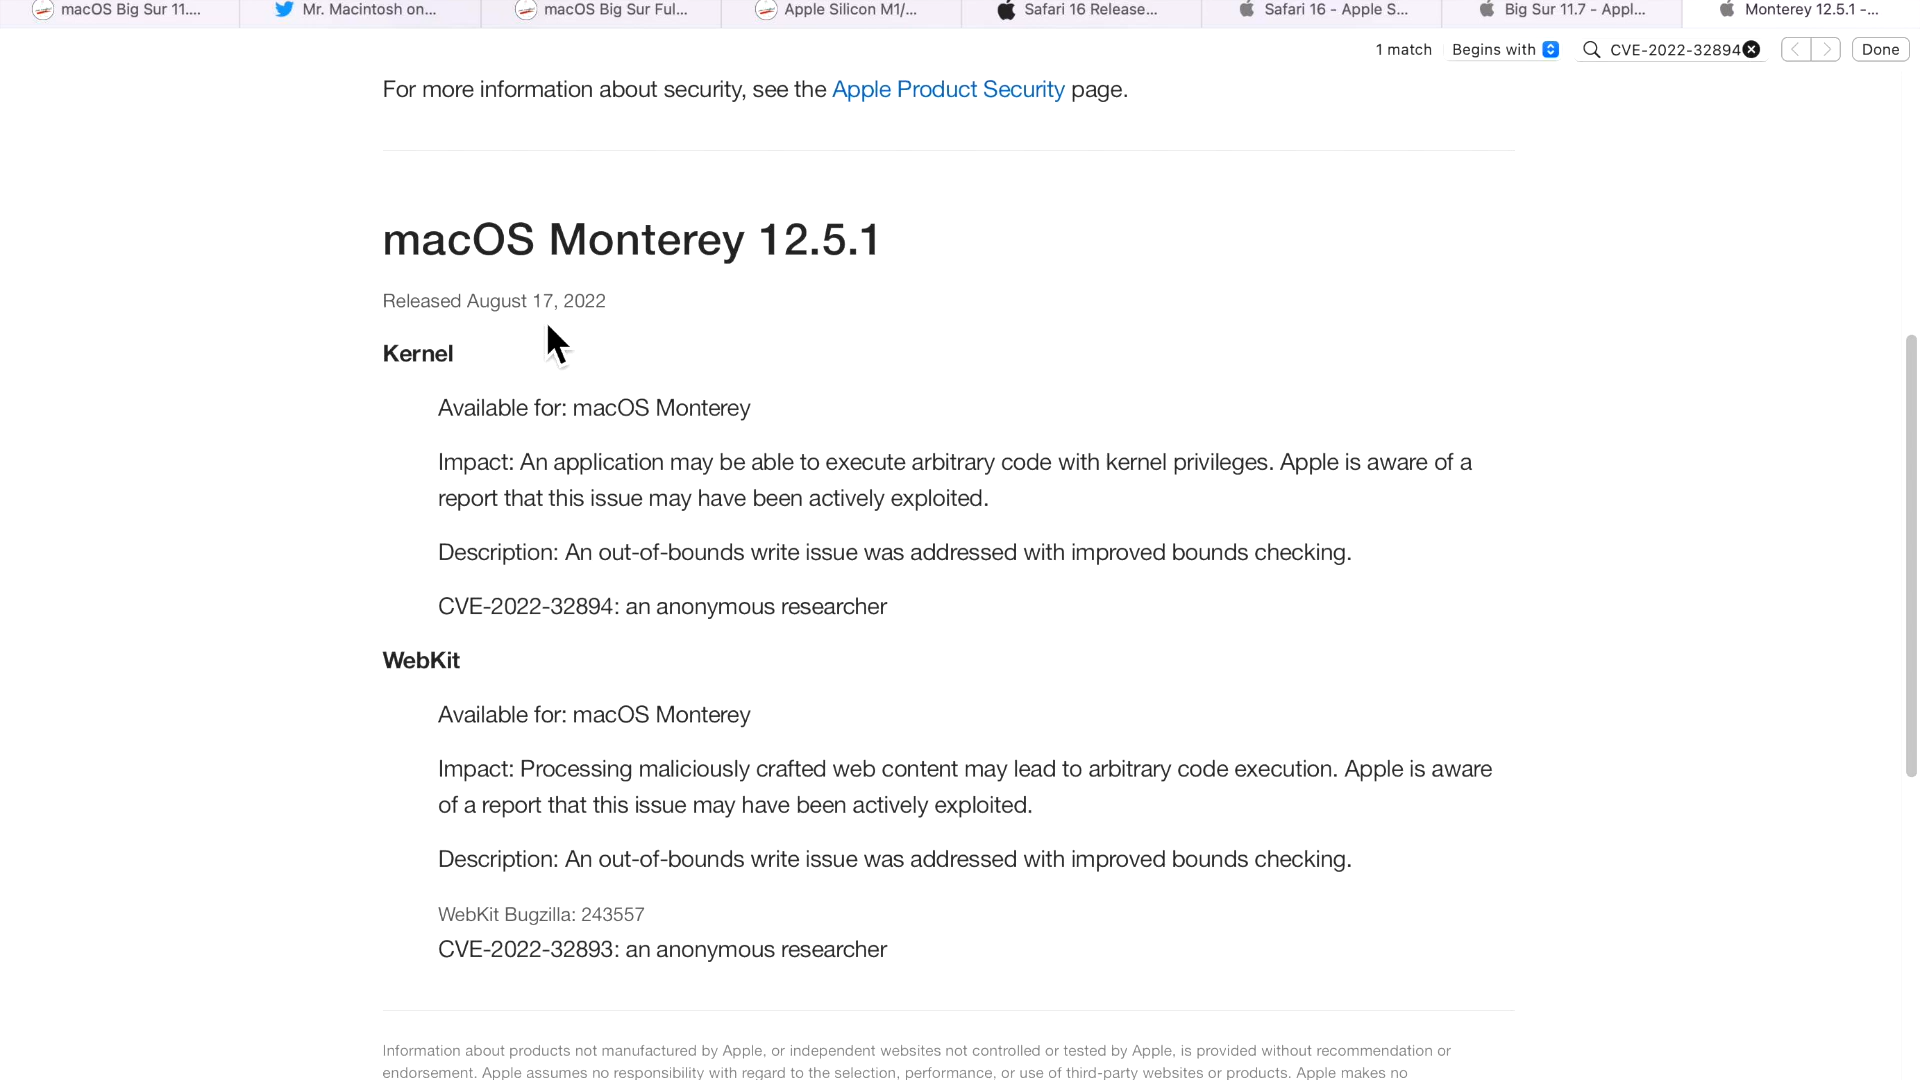 macOS Big Sur 11....
Mr. Macintosh on...
macOS Big Sur Ful...
Apple Silicon M1/...
Safari 16 Release...
Safari 16 - Apple S...
Big Sur 11.7 - Appl...
Monterey 12.5.1 -...
1 match
Begins with
CVE-2022-32894
Done
For more information about security, see the Apple Product Security page.
macOS Monterey 12.5.1
Released August 17, 2022
Kernel
Available for: macOS Monterey
Impact: An application may be able to execute arbitrary code with kernel privileges. Apple is aware of a
report that this issue may have been actively exploited.
Description: An out-of-bounds write issue was addressed with improved bounds checking.
CVE-2022-32894: an anonymous researcher
WebKit
Available for: macOS Monterey
Impact: Processing maliciously crafted web content may lead to arbitrary code execution. Apple is aware
of a report that this issue may have been actively exploited.
Description: An out-of-bounds write issue was addressed with improved bounds checking.
WebKit Bugzilla: 243557
CVE-2022-32893: an anonymous researcher
Information about products not manufactured by Apple, or independent websites not controlled or tested by Apple, is provided without recommendation or
endorsement. Apple assumes no responsibility with regard to the selection, performance, or use of third-party websites or products. Apple makes no